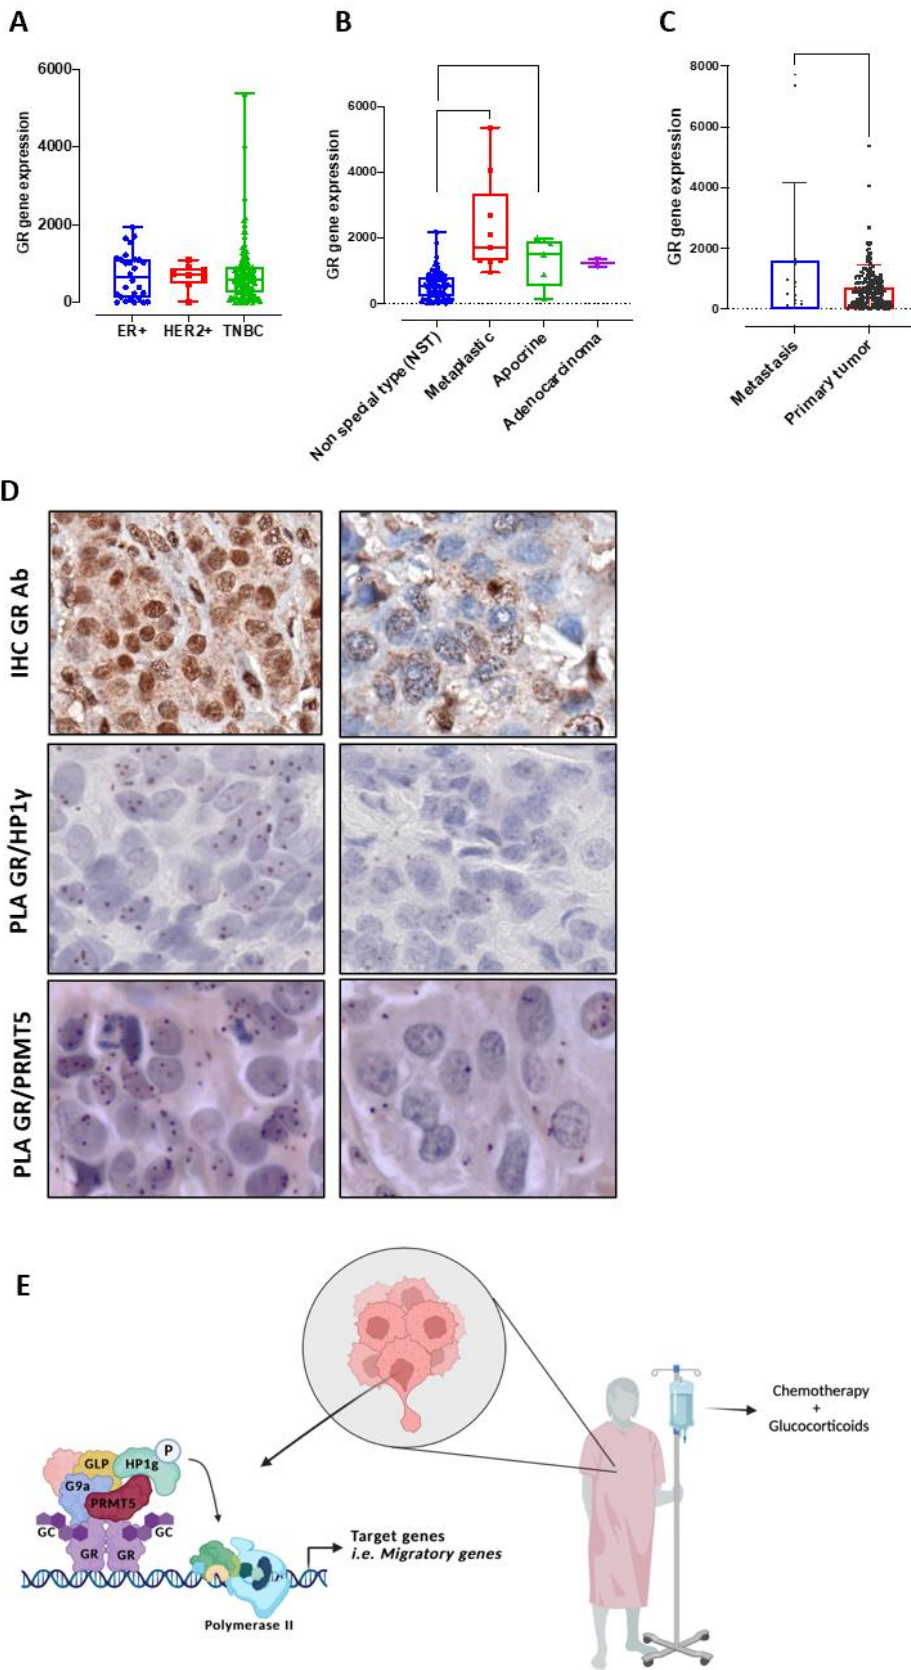 A
GR gene expression
6000
4000
2000
0
ER+ HER2+ TNBC
B
GR gene expression
6000
4000
2000
0
Non special type (NST)
Metaplastic
Apocrine
Adenocarcinoma
C
GR gene expression
8000
6000
4000
2000
0
Metastasis
Primary tumor
D
IHC GR Ab
PLA GR/HP1γ
PLA GR/PRMT5
E
P
GLP HP1g
G9a
PRMT5
GC GC
GR GR
Polymerase II
Target genes
i.e. Migratory genes
Chemotherapy
+
Glucocorticoids